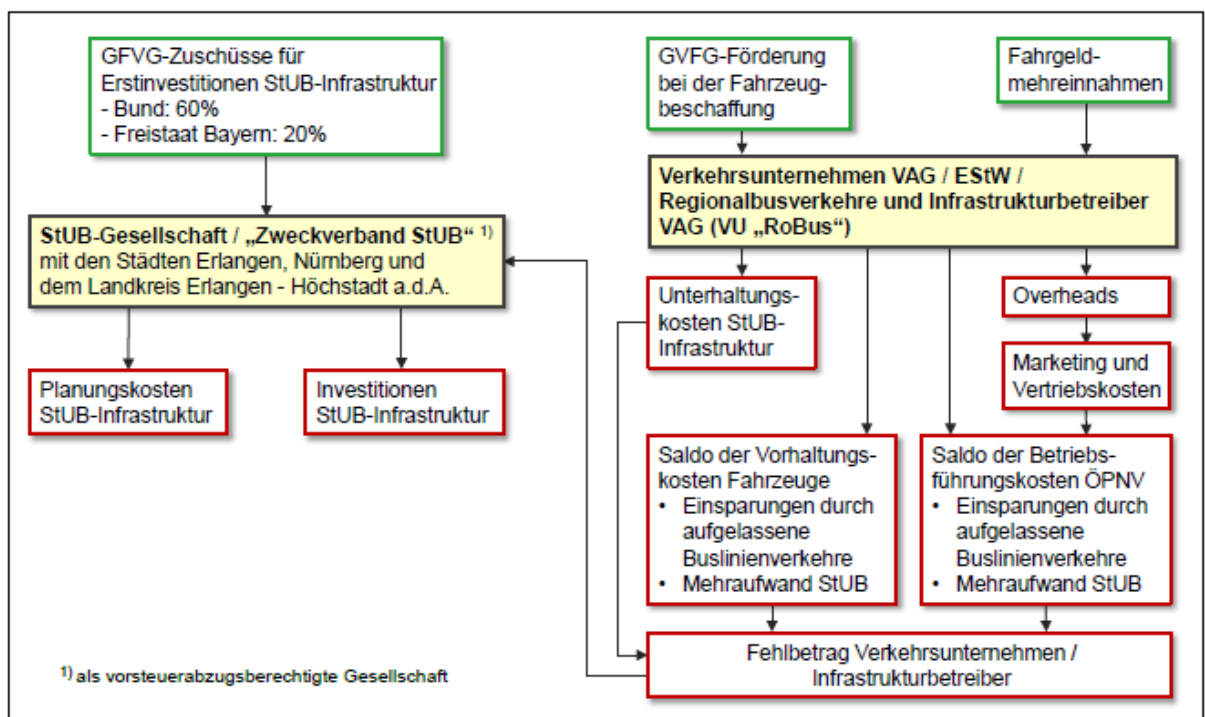 GFVG-Zuschüsse für
Erstinvestitionen StUB-Infrastruktur
- Bund: 60%
- Freistaat Bayern: 20%
GVFG-Förderung
bei der Fahrzeug-
beschaffung
Fahrgeld-
mehreinnahmen
Verkehrsunternehmen VAG / EStW /
Regionalbusverkehre und Infrastrukturbetreiber
VAG (VU „RoBus“)
StUB-Gesellschaft / „Zweckverband StUB“ 1)
mit den Städten Erlangen, Nürnberg und
dem Landkreis Erlangen - Höchstadt a.d.A.
Unterhaltungs-
kosten StUB-
Infrastruktur
Overheads
Marketing und
Vertriebskosten
Planungskosten
StUB-Infrastruktur
Investitionen
StUB-Infrastruktur
Saldo der Vorhaltungs-
kosten Fahrzeuge
• Einsparungen durch
aufgelassene
Buslinienverkehre
• Mehraufwand StUB
Saldo der Betriebs-
führungskosten ÖPNV
• Einsparungen durch
aufgelassene
Buslinienverkehre
• Mehraufwand StUB
Fehlbetrag Verkehrsunternehmen /
Infrastrukturbetreiber
1) als vorsteuerabzugsberechtigte Gesellschaft